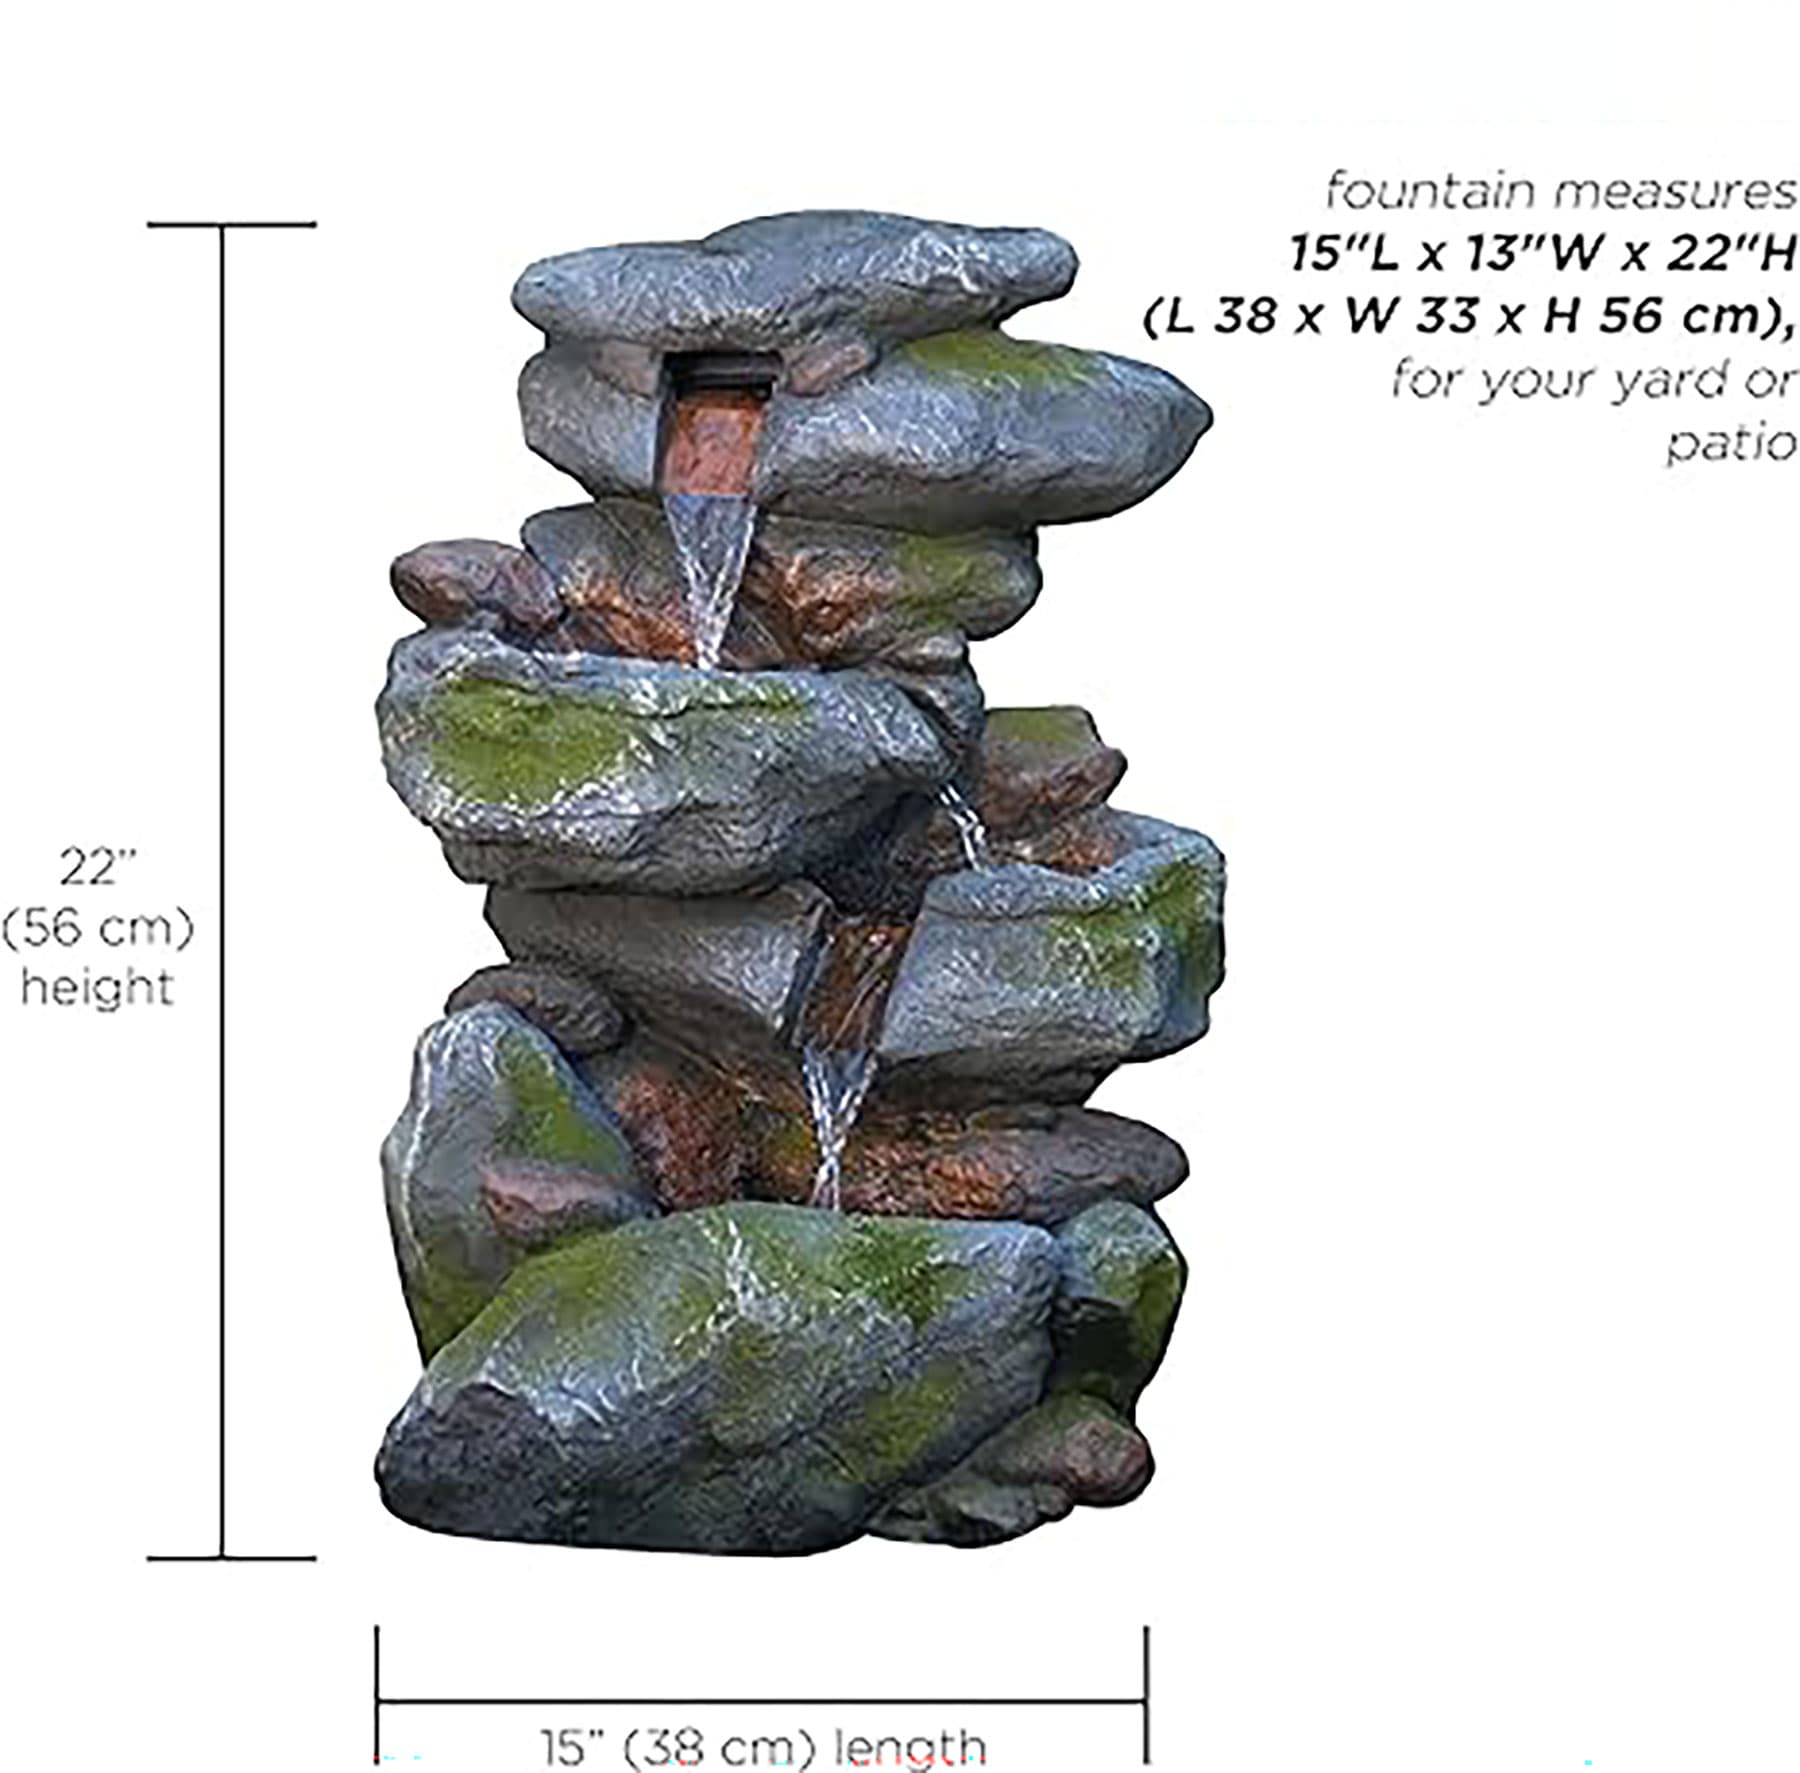 fountain measures
15"L x 13"W x 22"H
(L 38 x W 33 x H 56 cm),
for your yard or
patio
22”
(56 cm)
height
15” (38 cm) length